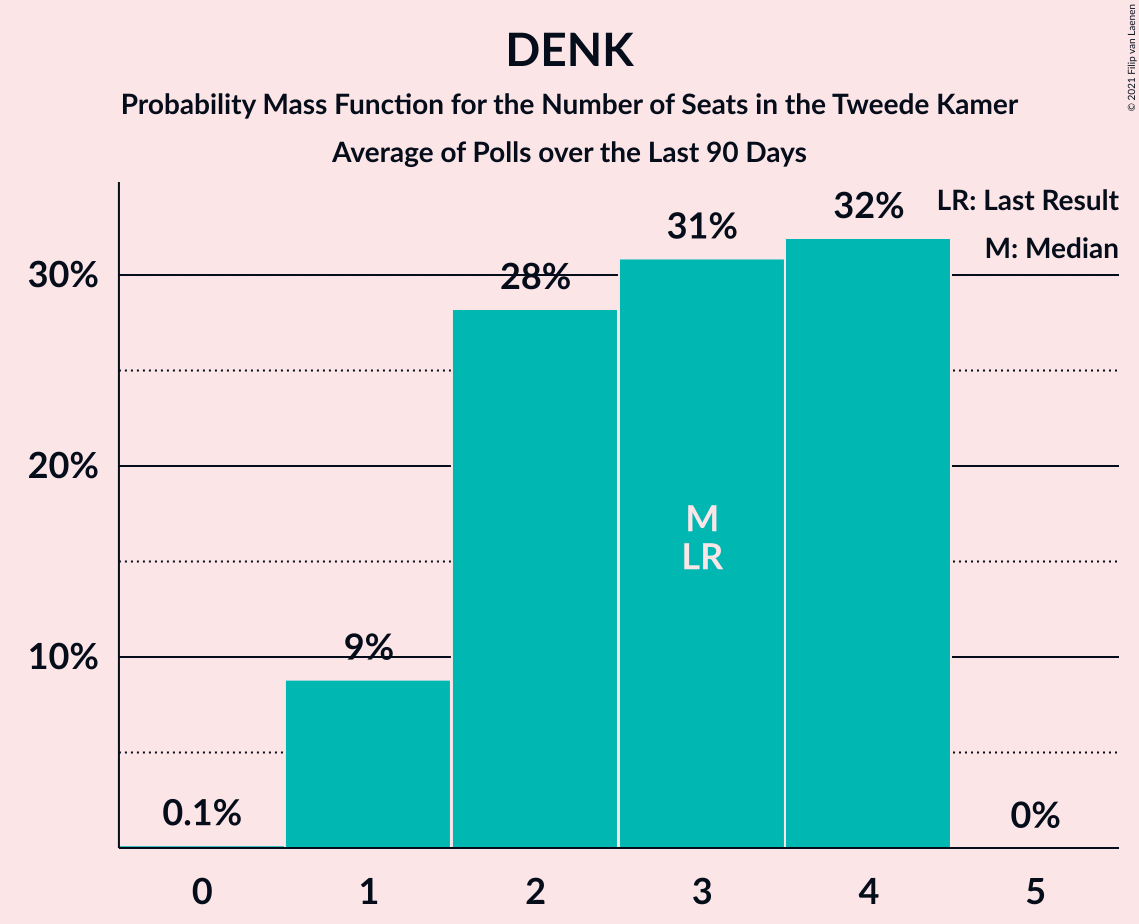 DENK
Probability Mass Function for the Number of Seats in the Tweede Kamer
Average of Polls over the Last 90 Days
© 2021 Filip van Laenen
LR: Last Result
M: Median
30%
20%
10%
0.1%
9%
28%
31%
32%
0%
M
LR
0
1
2
3
4
5